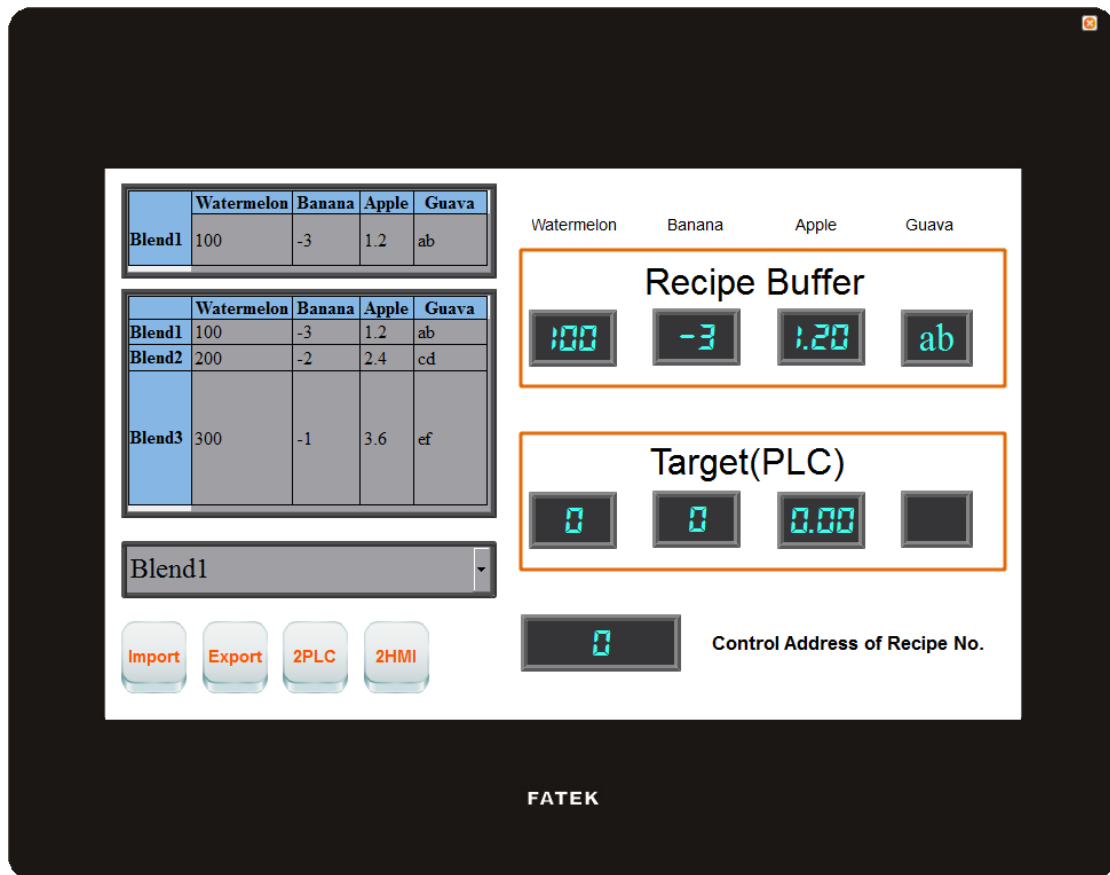 Watermelon Banana Apple Guava
Blend1 100 -3 1.2 ab
Watermelon Banana Apple Guava
Blend1 100 -3 1.2 ab
Blend2 200 -2 2.4 cd
Blend3 300 -1 3.6 ef
Blend1
Import Export 2PLC 2HMI
Watermelon Banana Apple Guava
Recipe Buffer
100 -3 1.20 ab
Target(PLC)
0 0 0.00
0 Control Address of Recipe No.
FATEK